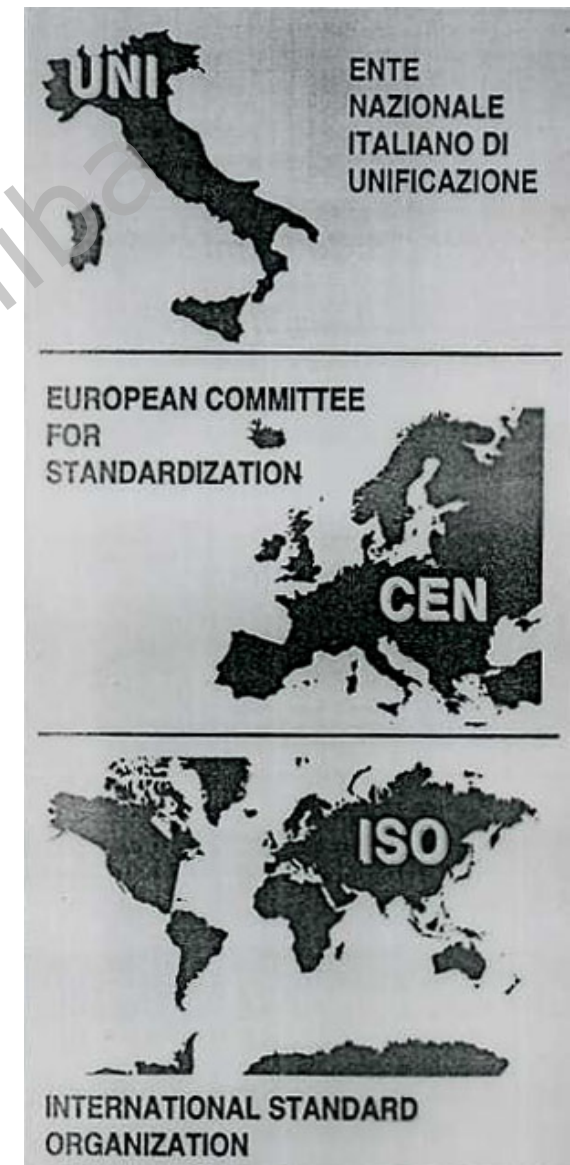 UNI
ENTE
NAZIONALE
ITALIANO DI
UNIFICAZIONE
EUROPEAN COMMITTEE
FOR
STANDARDIZATION
CEN
ISO
INTERNATIONAL STANDARD
ORGANIZATION